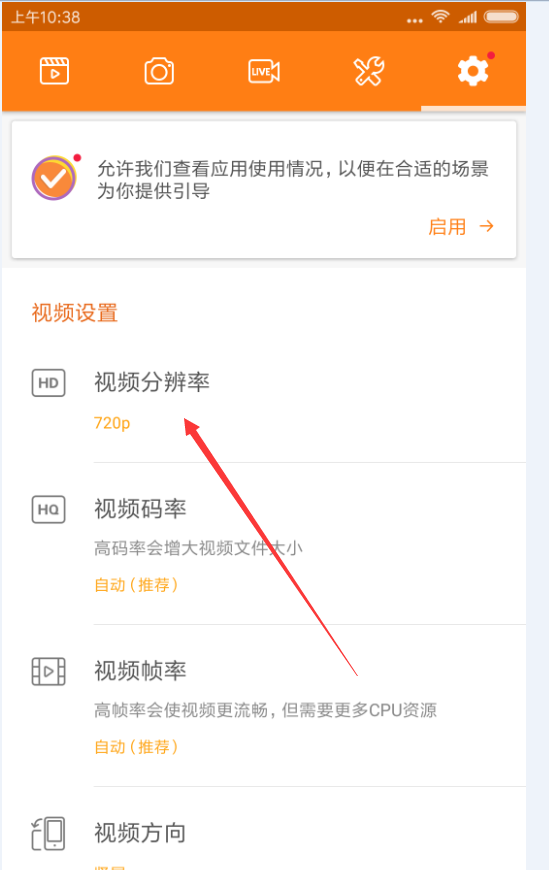 上午10:38
LIVE
允许我们查看应用使用情况，以便在合适的场景
为你提供引导
启用
视频设置
HD
视频分辨率
720p
HQ
视频码率
高码率会增大视频文件大小
自动（推荐）
视频帧率
高帧率会使视频更流畅，但需要更多CPU资源
自动（推荐）
视频方向